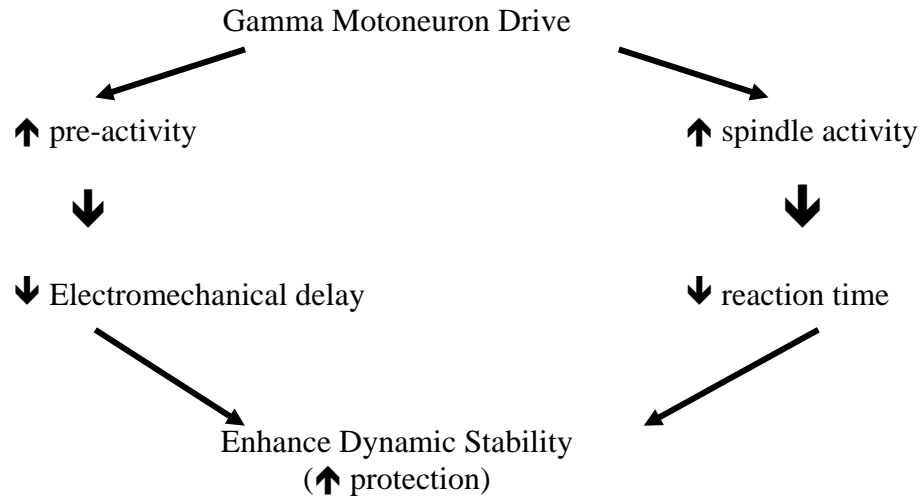 Gamma Motoneuron Drive
↑ pre-activity
↑ spindle activity
↓ Electromechanical delay
↓ reaction time
Enhance Dynamic Stability
(↑ protection)